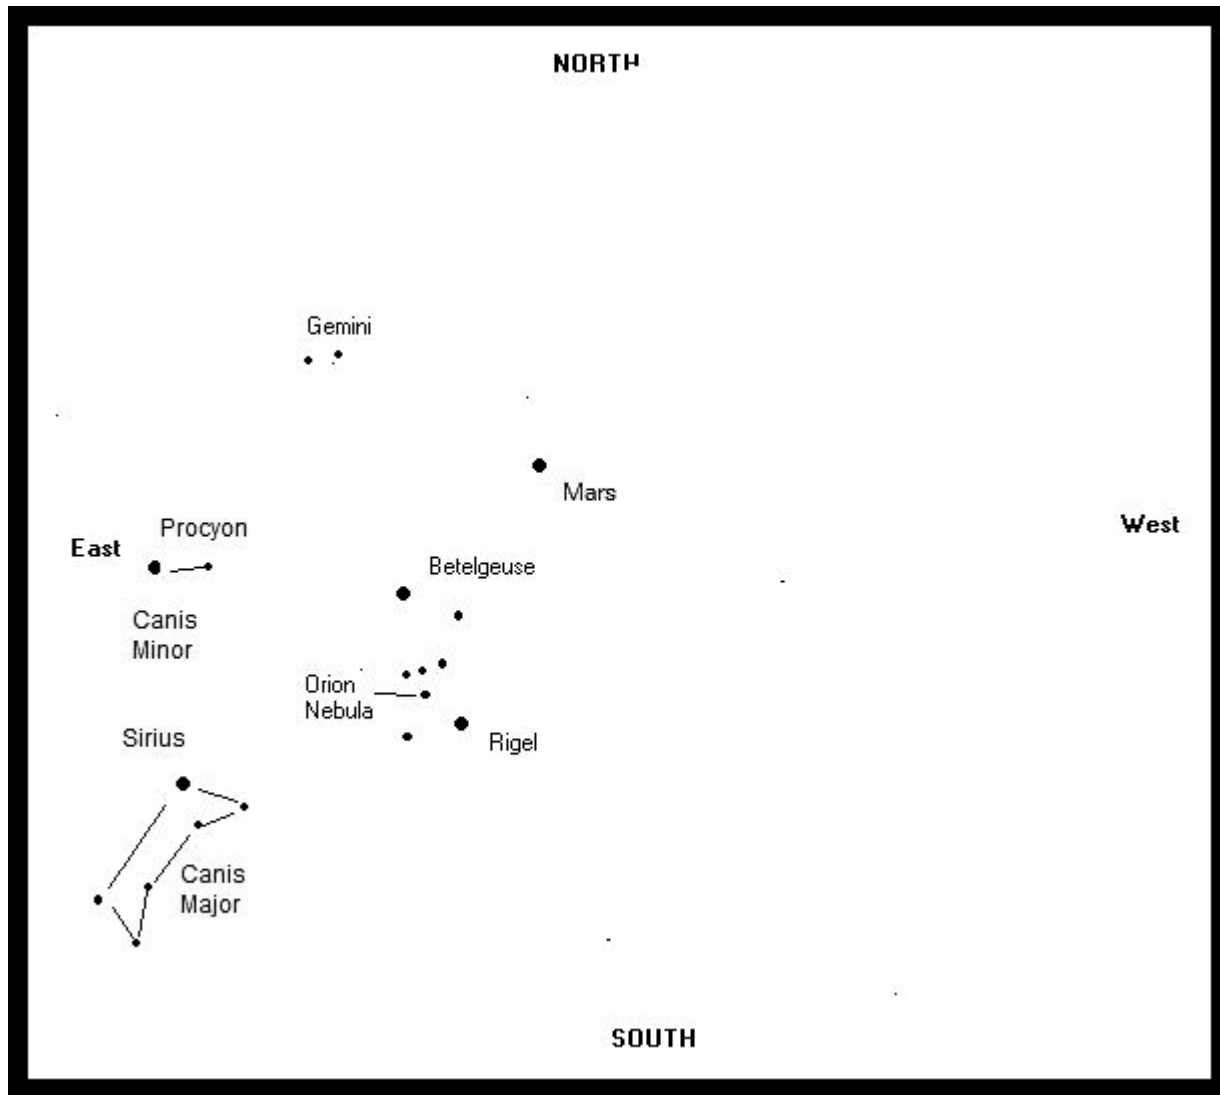 NORTH
Gemini
Mars
West
Procyon
East
Betelgeuse
Canis
Minor
Orion
Nebula
Sirius
Rigel
Canis
Major
SOUTH